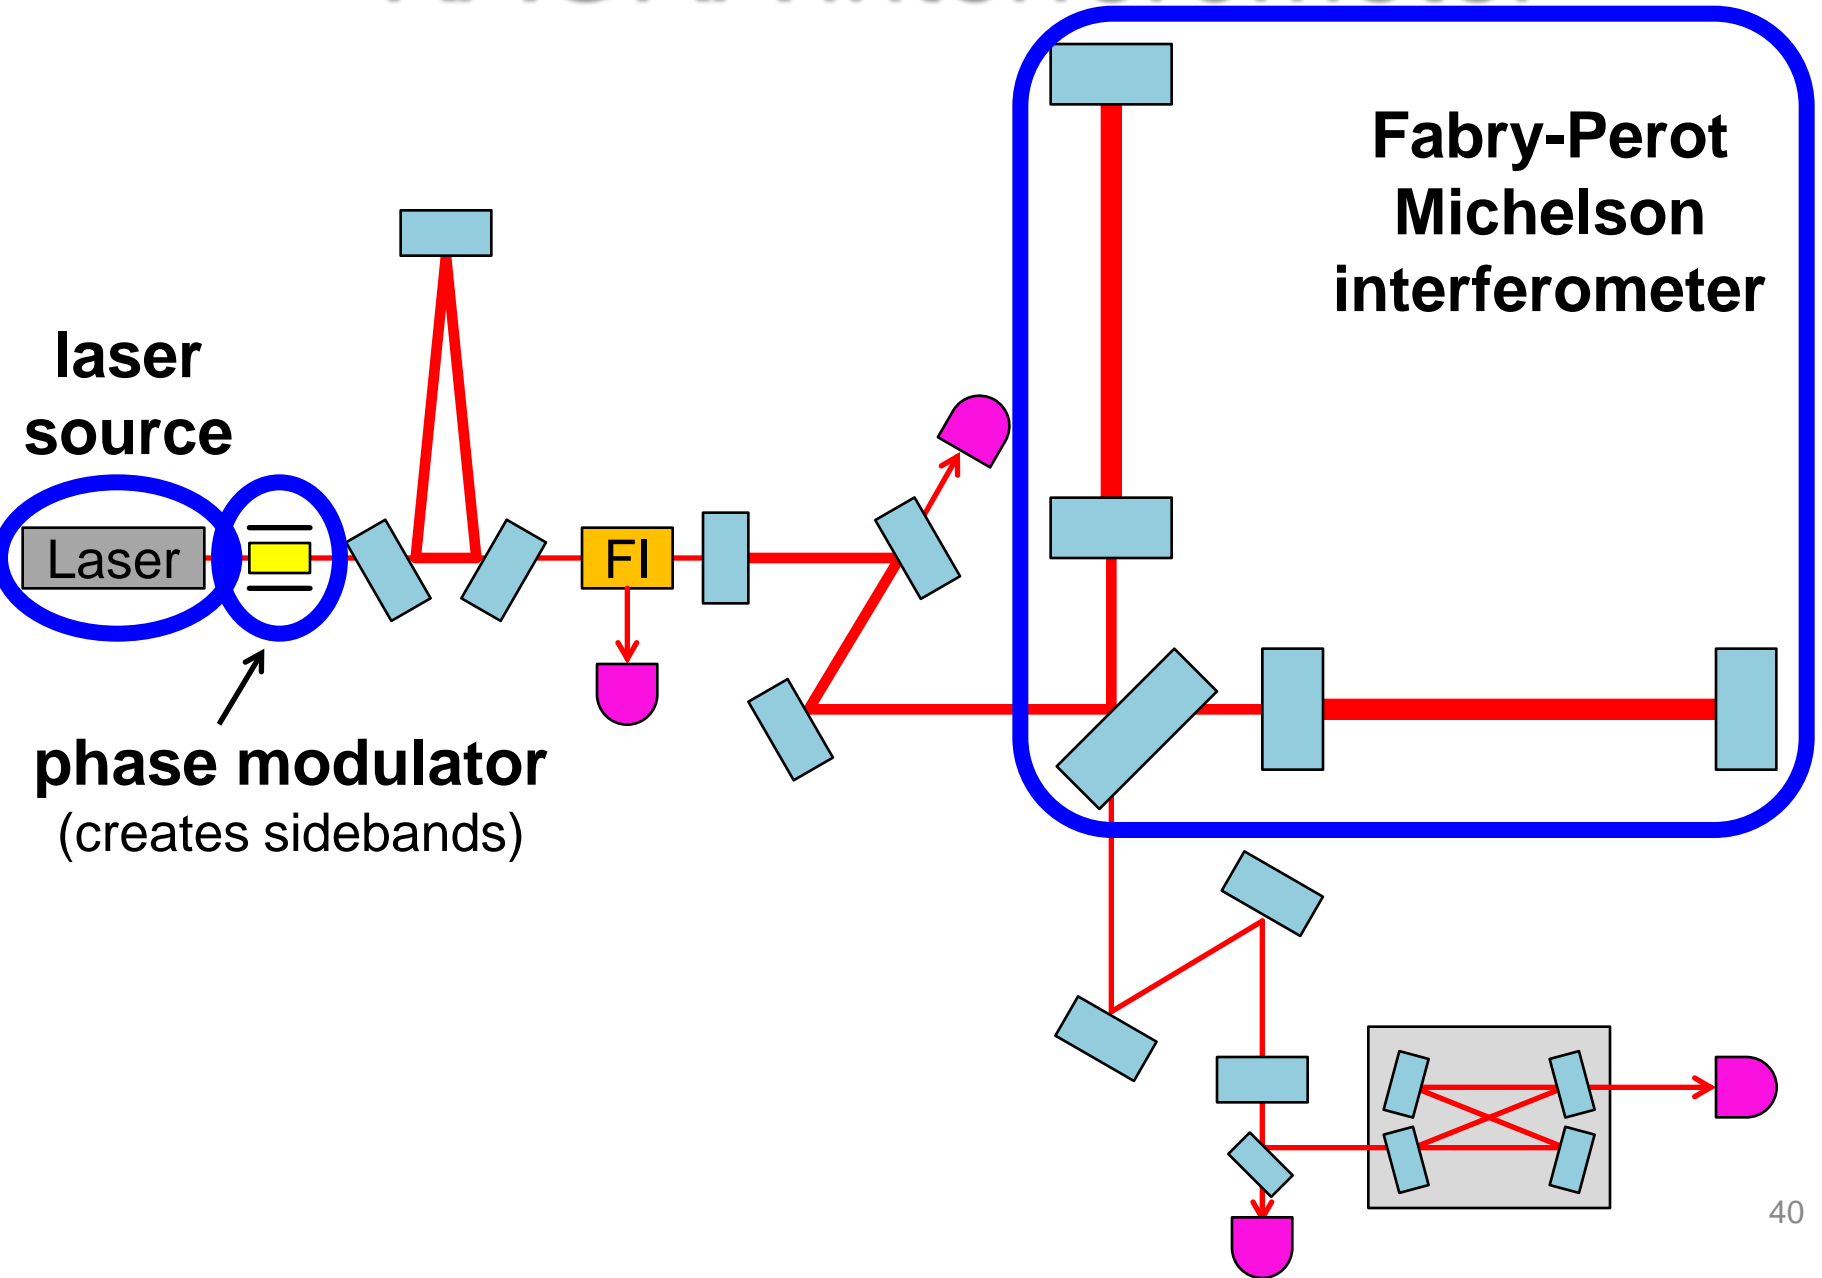 Fabry-Perot
Michelson
interferometer
laser
source
Laser
FI
phase modulator
(creates sidebands)
40